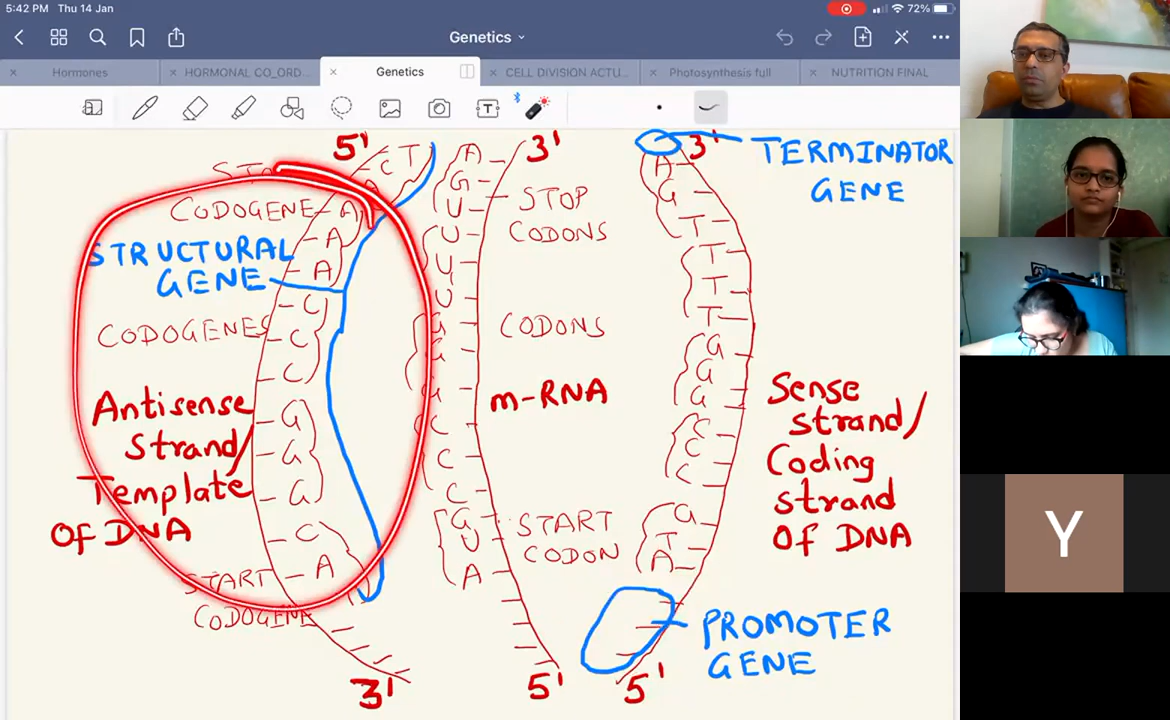 5:42 PM Thu 14 Jan
72%
Genetics
Hormones
HORMONAL CO_ORD...
Genetics
CELL DIVISION ACTU...
Photosynthesis full
NUTRITION FINAL
T
5'
C T
C
CODOGENE
A
A
A
STRUCTURAL
GENE
CODOGENES
C
C
C
Antisense
Strand/
Template
Of DNA
G
G
G
C
A
START
CODOGENE
3'
3'
A
G
U
STOP
CODONS
U
U
U
G
G
G
CODONS
m-RNA
C
C
C
G
U
A
START
CODON
5'
3'
TERMINATOR
GENE
A
G
T
T
T
T
G
G
G
C
C
C
Sense
strand/
Coding
strand
Of DNA
G
T
A
PROMOTER
GENE
5'
Y